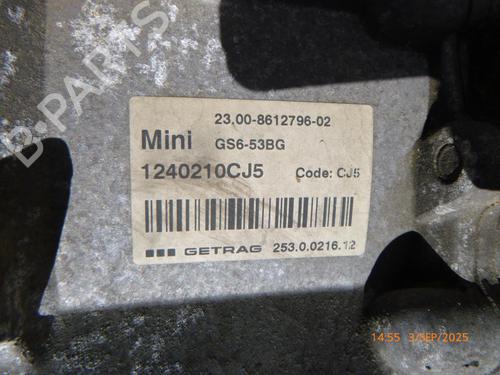 B-PARTS
23.00-8612796-02
Mini GS6-53BG
1240210CJ5 Code: CJ5
GETRAG 253.0.0216.12
14:55 3/SEP/2025